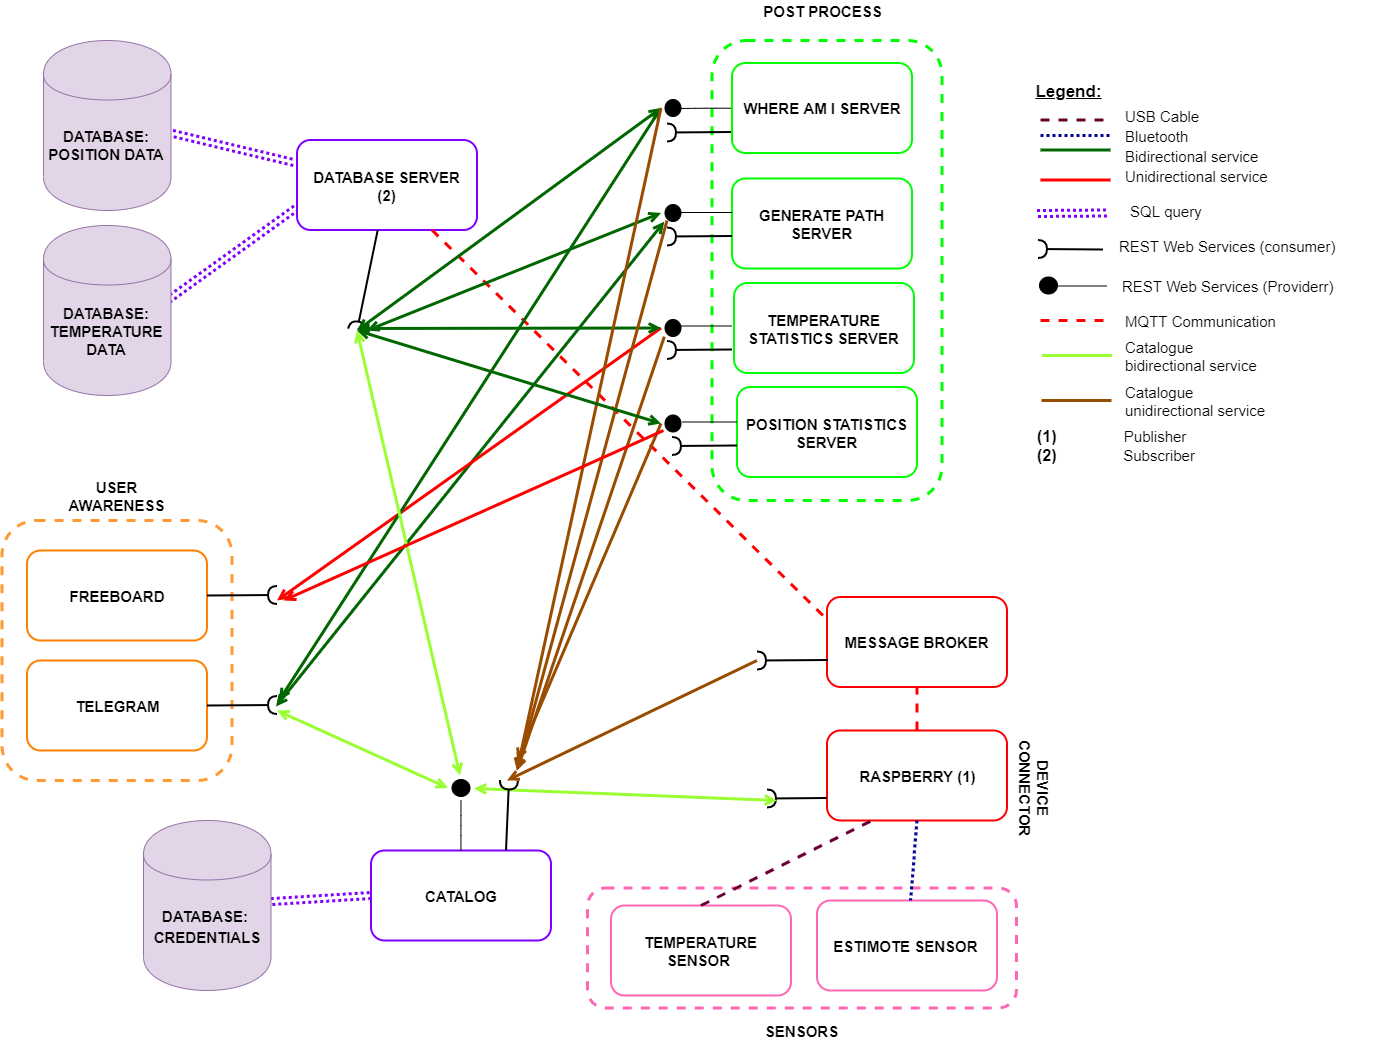 POST PROCESS
DATABASE:
POSITION DATA
DATABASE SERVER
(2)
DATABASE:
TEMPERATURE
DATA
WHERE AM I SERVER
GENERATE PATH
SERVER
TEMPERATURE
STATISTICS SERVER
POSITION STATISTICS
SERVER
Legend:
USB Cable
Bluetooth
Bidirectional service
Unidirectional service
SQL query
REST Web Services (consumer)
REST Web Services (Providerr)
MQTT Communication
Catalogue
bidirectional service
Catalogue
unidirectional service
(1) Publisher
(2) Subscriber
USER
AWARENESS
FREEBOARD
TELEGRAM
MESSAGE BROKER
RASPBERRY (1)
DEVICE
CONNECTOR
DATABASE:
CREDENTIALS
CATALOG
TEMPERATURE
SENSOR
ESTIMOTE SENSOR
SENSORS